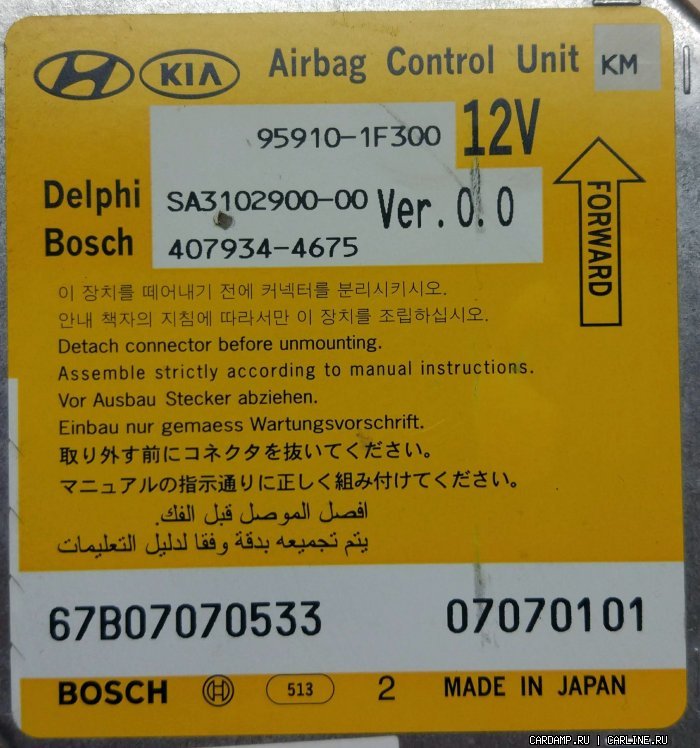 HYUNDAI KIA Airbag Control Unit KM
95910-1F300 12V
Delphi SA3102900-00 Ver.0.0
Bosch 407934-4675
FORWARD
이 장치를 떼어내기 전에 커넥터를 분리시키시오.
안내 책자의 지침에 따라서만 이 장치를 조립하십시오.
Detach connector before unmounting.
Assemble strictly according to manual instructions.
Vor Ausbau Stecker abziehen.
Einbau nur gemaess Wartungsvorschrift.
取り外す前にコネクタを抜いてください。
マニュアルの指示通りに正しく組み付けてください。
افصل الموصل قبل الفك.
يتم تجميعه بدقة وفقا لدليل التعليمات
67B07070533 07070101
BOSCH 513 2 MADE IN JAPAN
CARDAMP.RU | CARLINE.RU